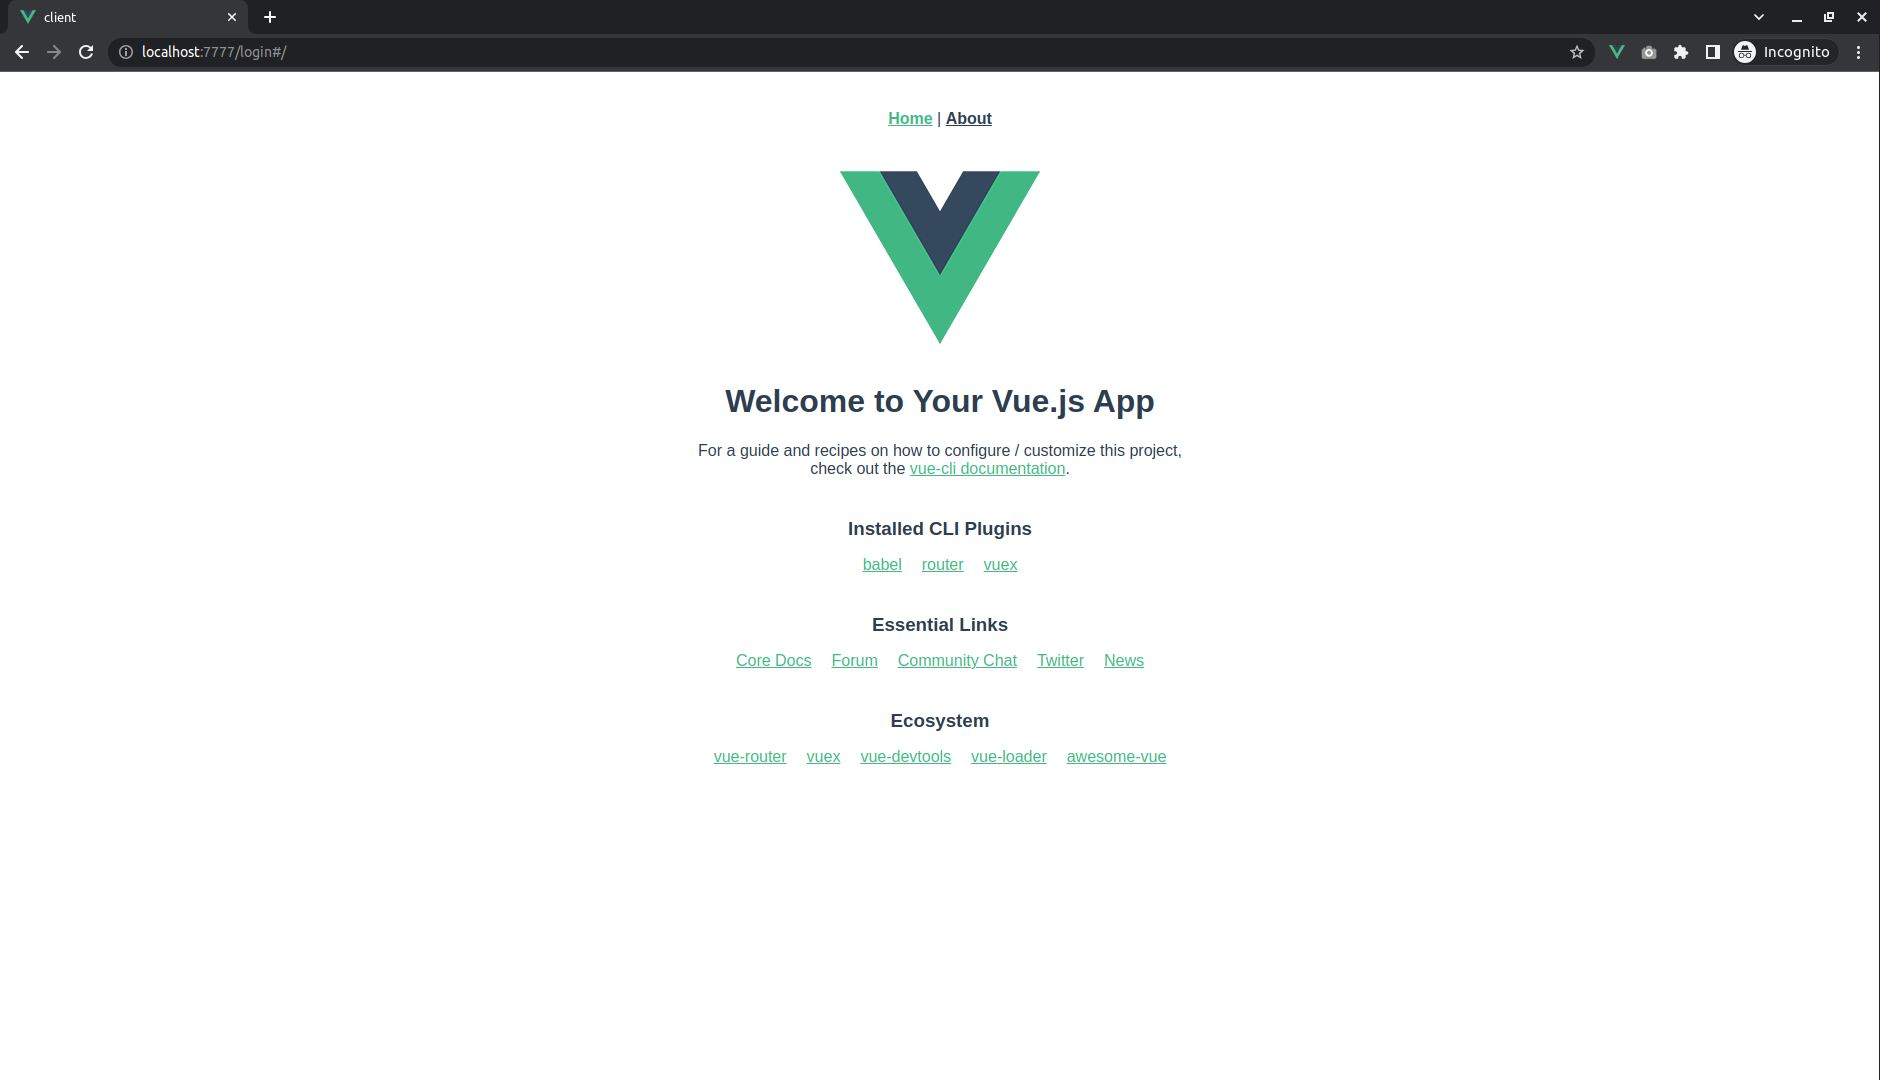 client
localhost:7777/login#/
Incognito
Home | About
Welcome to Your Vue.js App
For a guide and recipes on how to configure / customize this project,
check out the vue-cli documentation.
Installed CLI Plugins
babel router vuex
Essential Links
Core Docs Forum Community Chat Twitter News
Ecosystem
vue-router vuex vue-devtools vue-loader awesome-vue